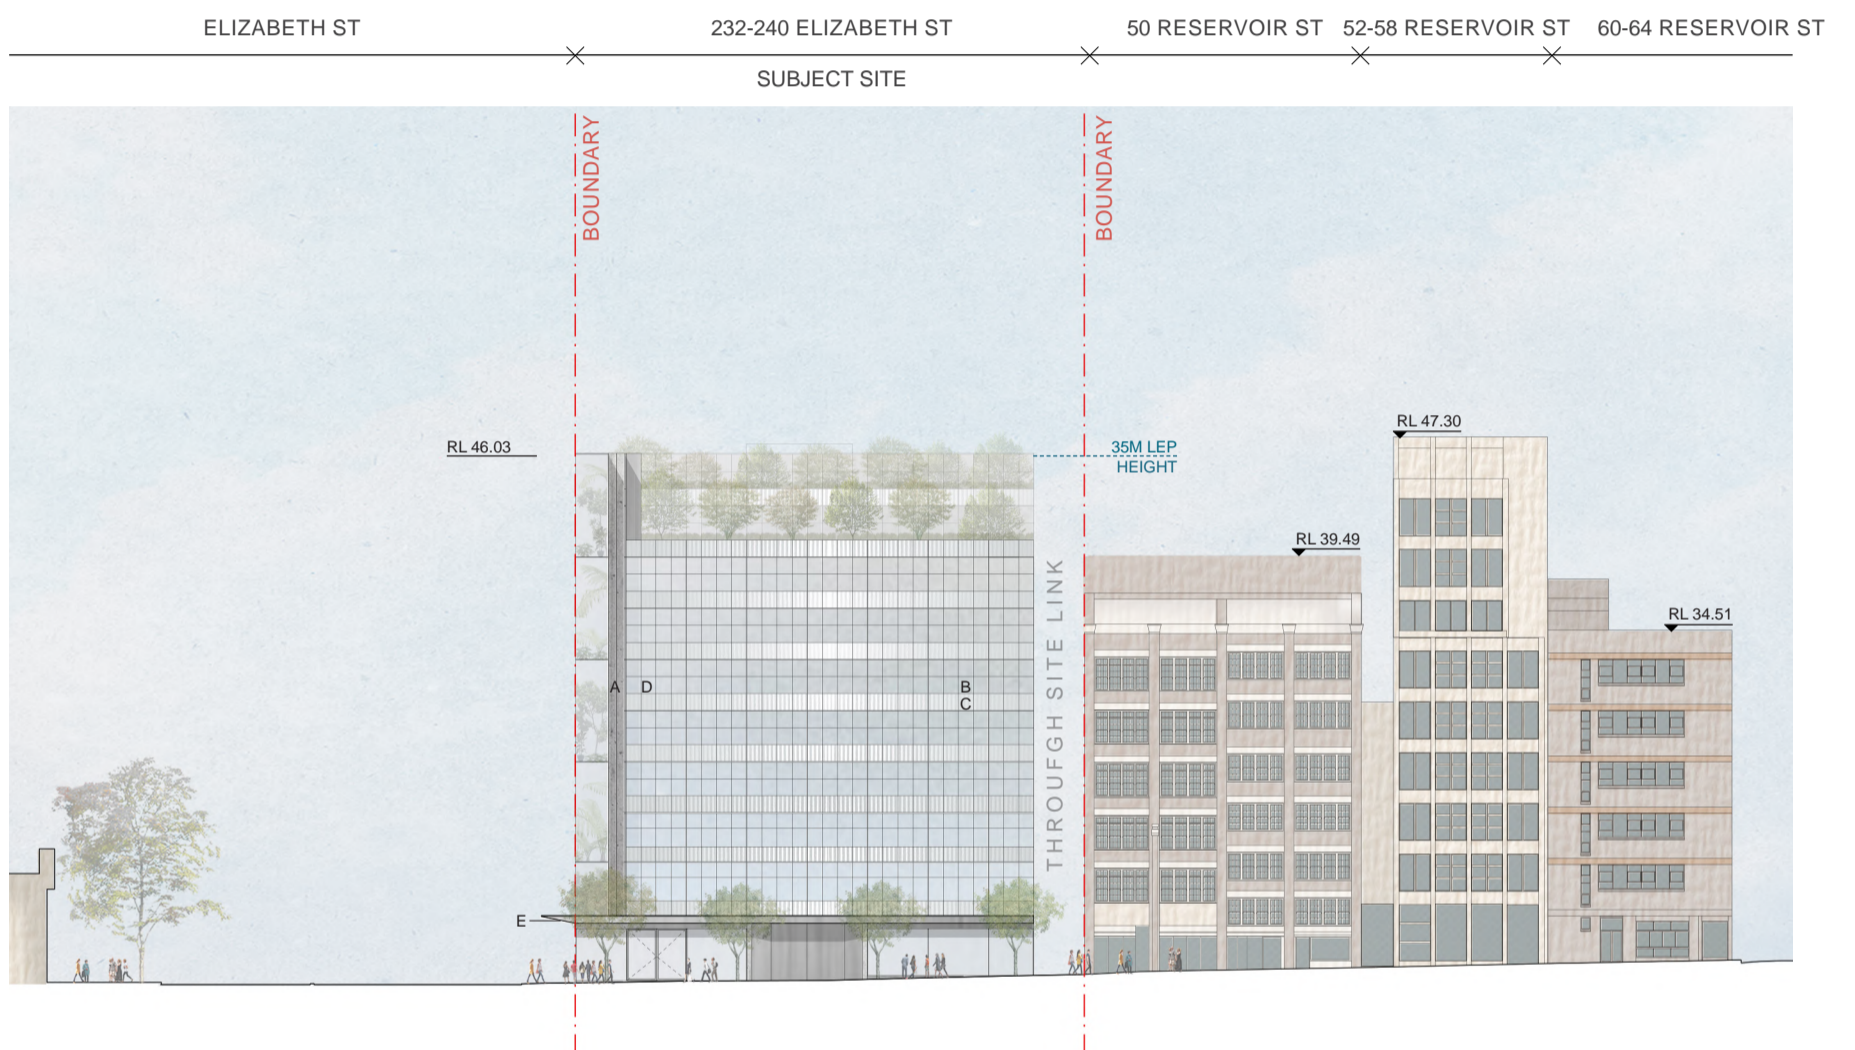 ELIZABETH ST
232-240 ELIZABETH ST
50 RESERVOIR ST
52-58 RESERVOIR ST
60-64 RESERVOIR ST
SUBJECT SITE
BOUNDARY
BOUNDARY
RL 46.03
35M LEP
HEIGHT
RL 47.30
RL 39.49
RL 34.51
THROUFGH SITE LINK
A
D
B
C
E